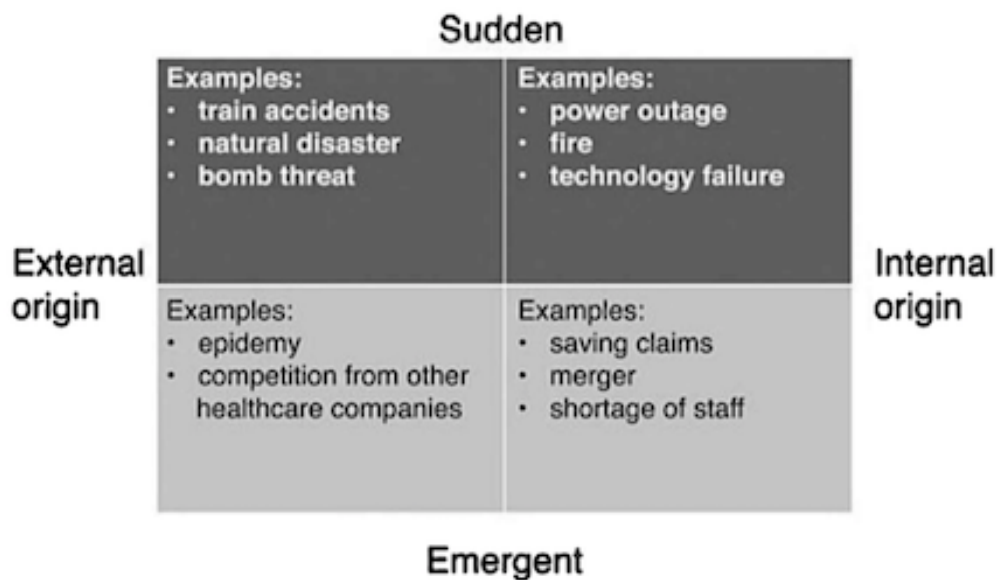 Sudden
Examples:
• train accidents
• natural disaster
• bomb threat
Examples:
• power outage
• fire
• technology failure
External
origin
Internal
origin
Examples:
• epidemy
• competition from other
healthcare companies
Examples:
• saving claims
• merger
• shortage of staff
Emergent